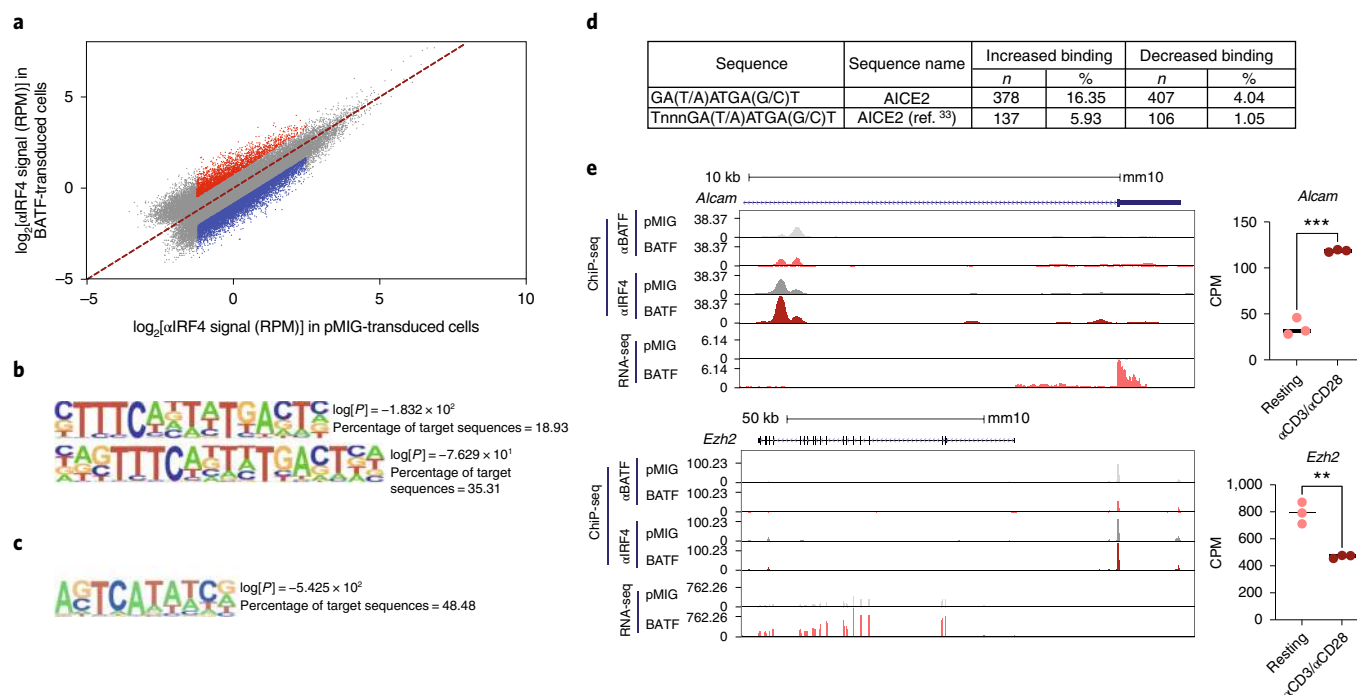 a
log2[αIRF4 signal (RPM)] in
BATF-transduced cells
5
0
−5
−5
0
5
10
log2[αIRF4 signal (RPM)] in pMIG-transduced cells
b
log[P] = −1.832 × 10²
Percentage of target sequences = 18.93
log[P] = −7.629 × 10¹
Percentage of target
sequences = 35.31
c
log[P] = −5.425 × 10²
Percentage of target sequences = 48.48
d
Sequence Sequence name Increased binding Decreased binding
n % n %
GA(T/A)ATGA(G/C)T AICE2 378 16.35 407 4.04
TnnnGA(T/A)ATGA(G/C)T AICE2 (ref. 33) 137 5.93 106 1.05
e
10 kb mm10
Alcam
ChiP-seq
αBATF
pMIG
38.37
0
BATF
38.37
0
αIRF4
pMIG
38.37
0
BATF
38.37
0
RNA-seq
pMIG
6.14
0
BATF
6.14
0
Alcam
***
CPM
150
100
50
0
Resting
αCD3/αCD28
50 kb mm10
Ezh2
ChIP-seq
αBATF
pMIG
100.23
0
BATF
100.23
0
αIRF4
pMIG
100.23
0
BATF
100.23
0
RNA-seq
pMIG
762.26
0
BATF
762.26
0
Ezh2
**
CPM
1,000
800
600
400
200
0
Resting
αCD3/αCD28